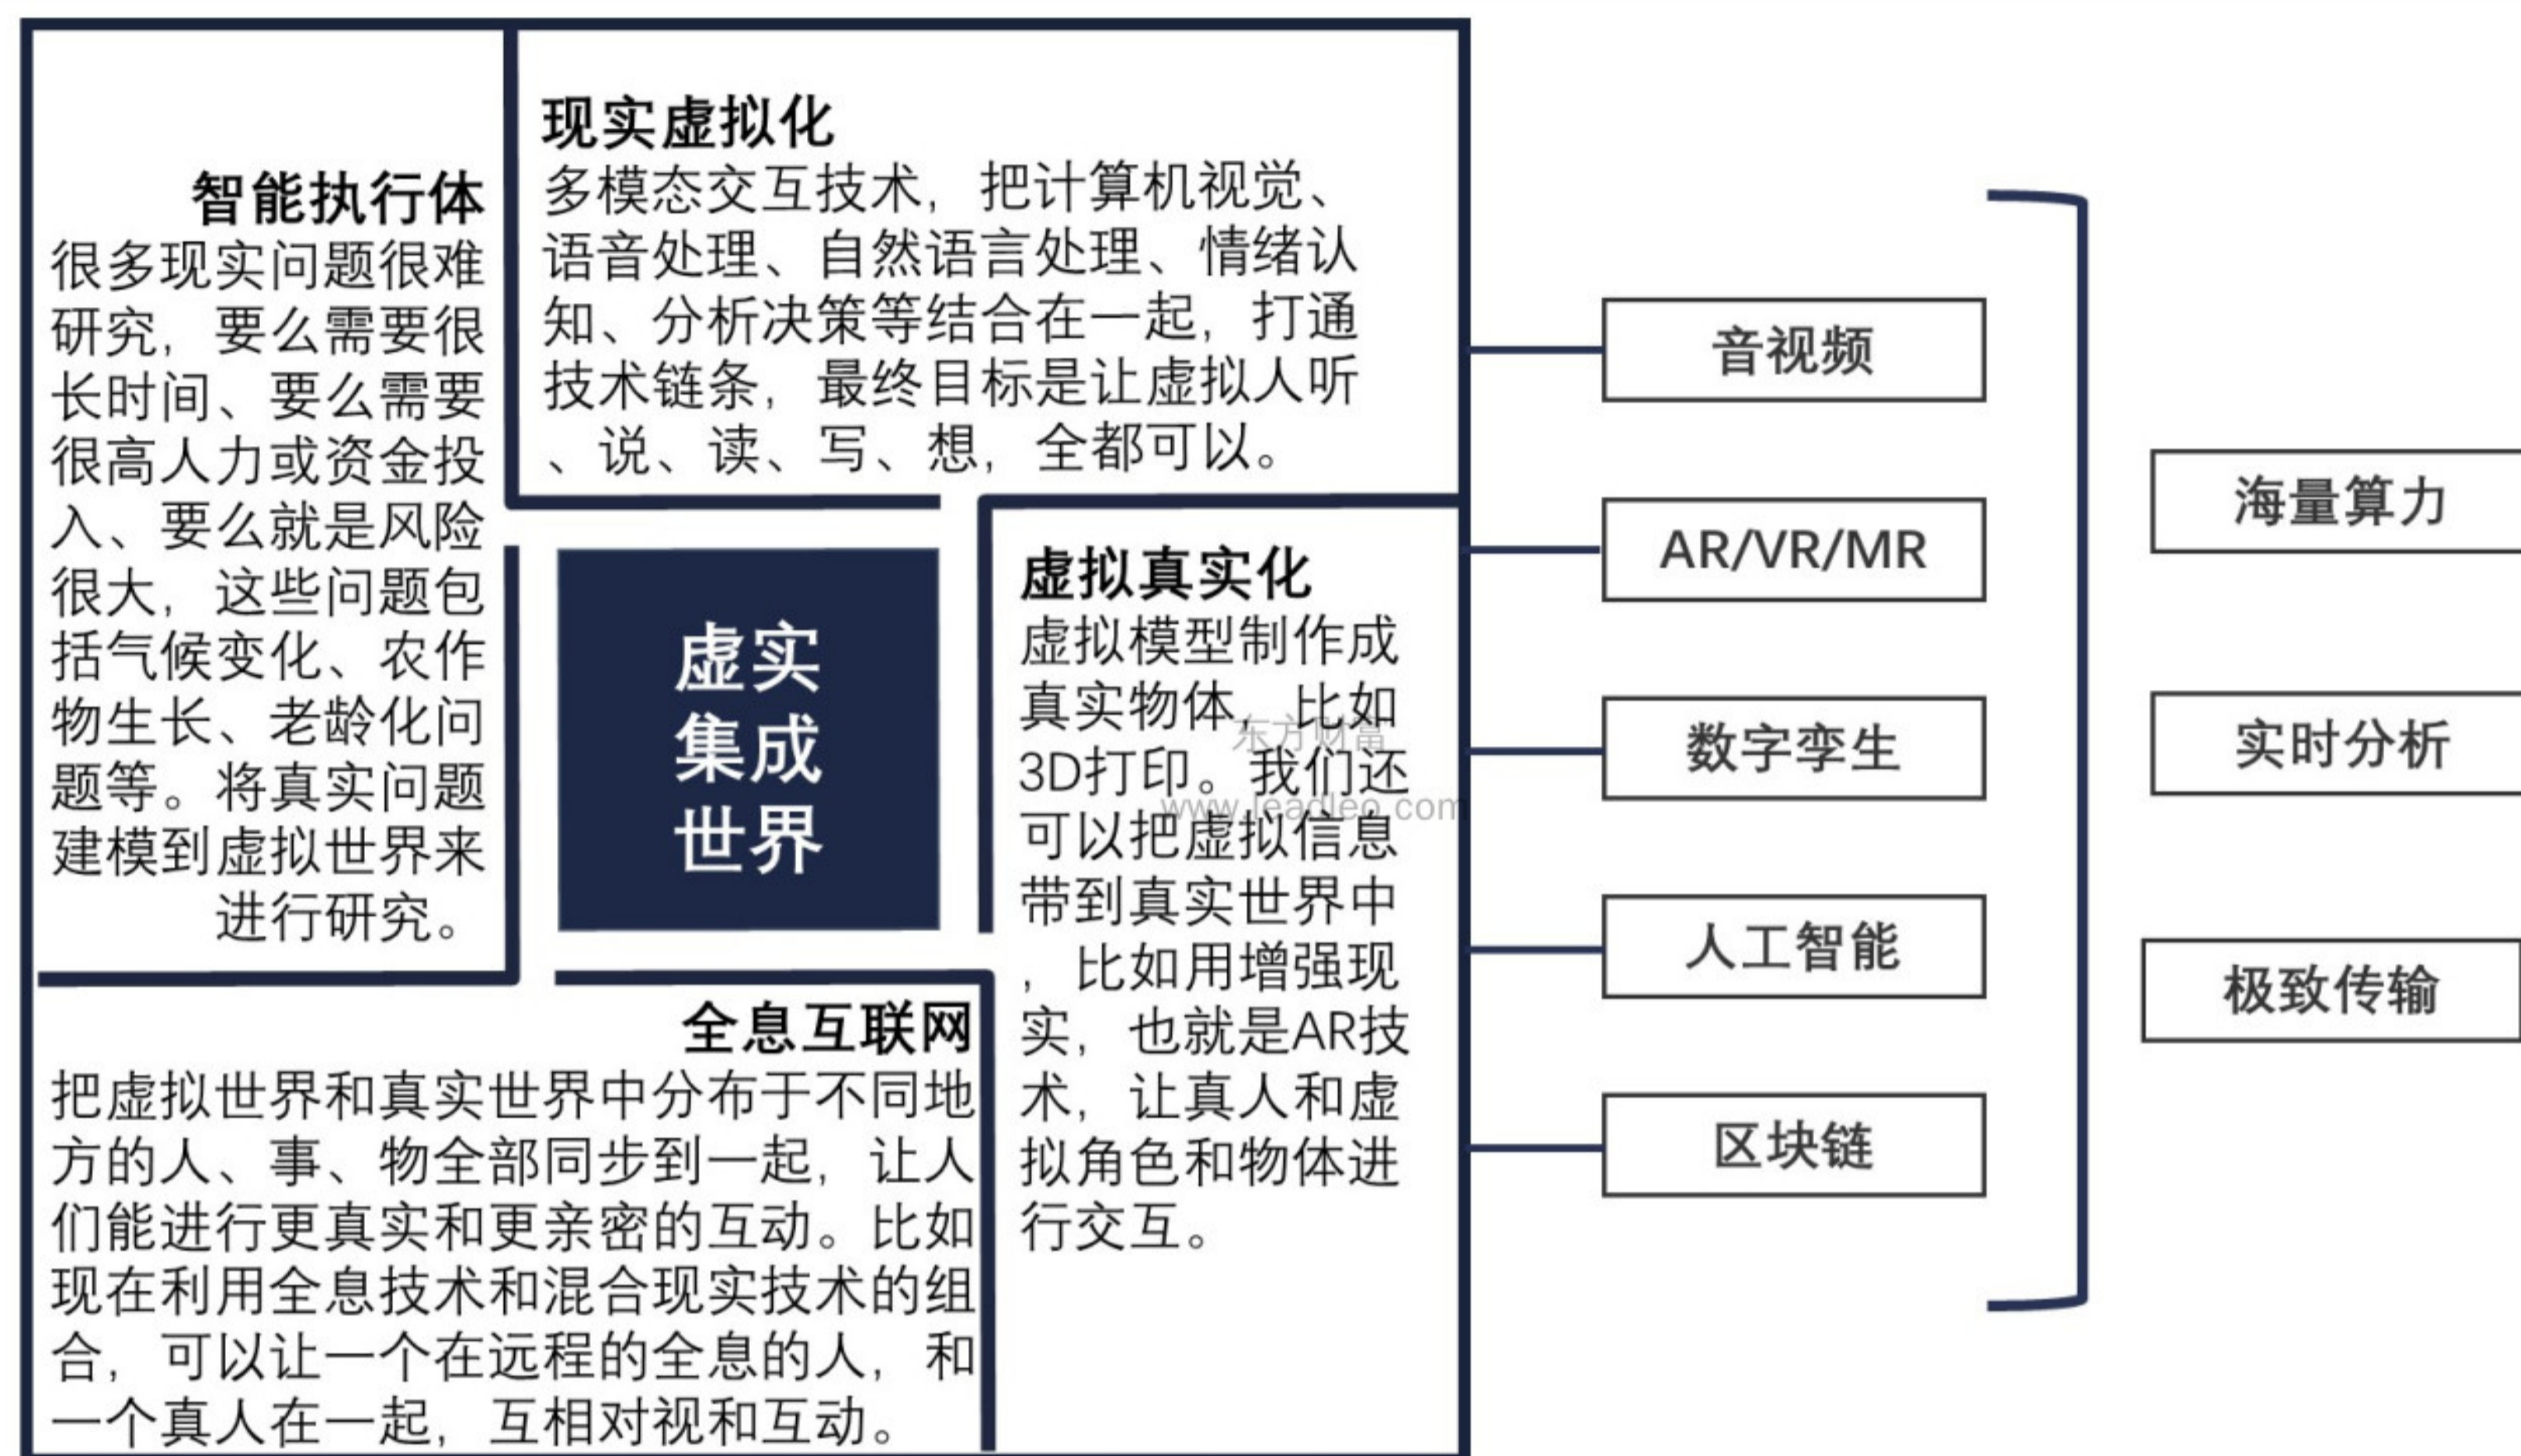 智能执行体
很多现实问题很难
研究，要么需要很
长时间、要么需要
很高人力或资金投
入、要么就是风险
很大，这些问题包
括气候变化、农作
物生长、老龄化问
题等。将真实问题
建模到虚拟世界来
进行研究。
现实虚拟化
多模态交互技术，把计算机视觉、
语音处理、自然语言处理、情绪认
知、分析决策等结合在一起，打通
技术链条，最终目标是让虚拟人听
、说、读、写、想，全都可以。
虚实
集成
世界
虚拟真实化
虚拟模型制作成
真实物体，比如
3D打印。我们还
可以把虚拟信息
带到真实世界中
，比如用增强现
实，也就是AR技
术，让真人和虚
拟角色和物体进
行交互。
东方财富
www.leadleo.com
全息互联网
把虚拟世界和真实世界中分布于不同地
方的人、事、物全部同步到一起，让人
们能进行更真实和更亲密的互动。比如
现在利用全息技术和混合现实技术的组
合，可以让一个在远程的全息的人，和
一个真人在一起，互相对视和互动。
音视频
AR/VR/MR
数字孪生
人工智能
区块链
海量算力
实时分析
极致传输